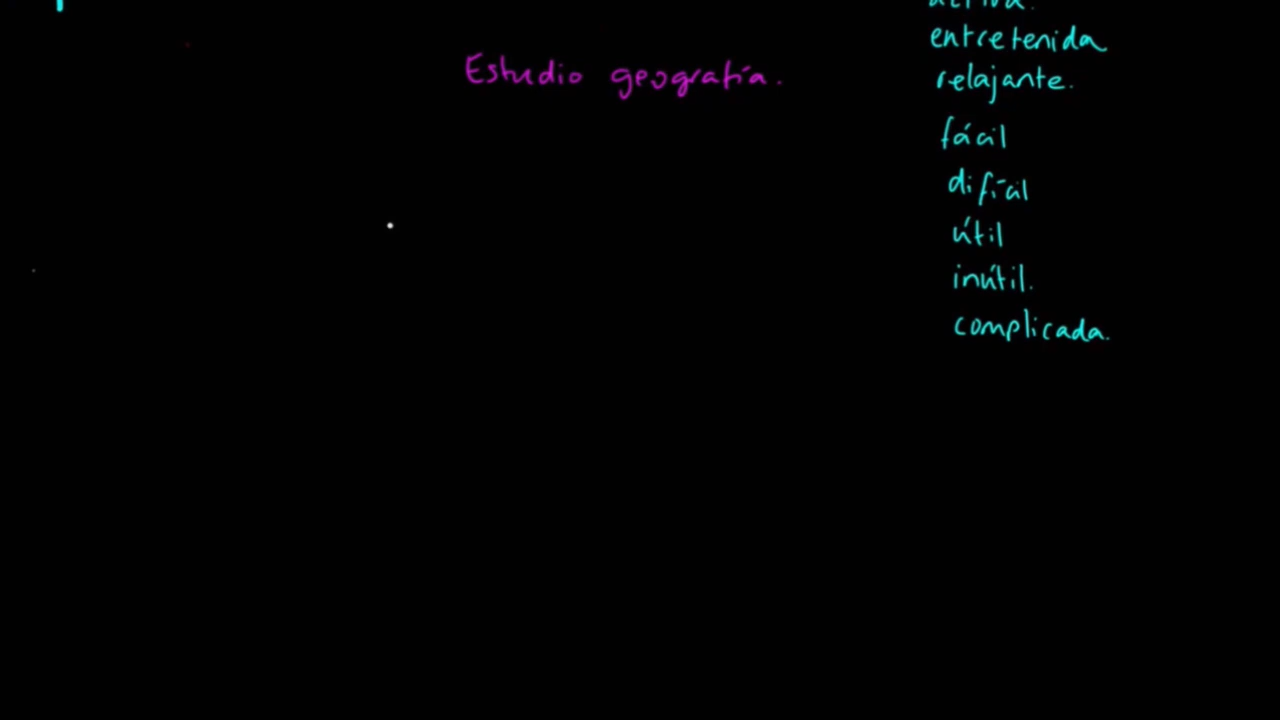 entretenida
Estudio geografía.
relajante.
fácil
difícil
útil
inútil.
complicada.